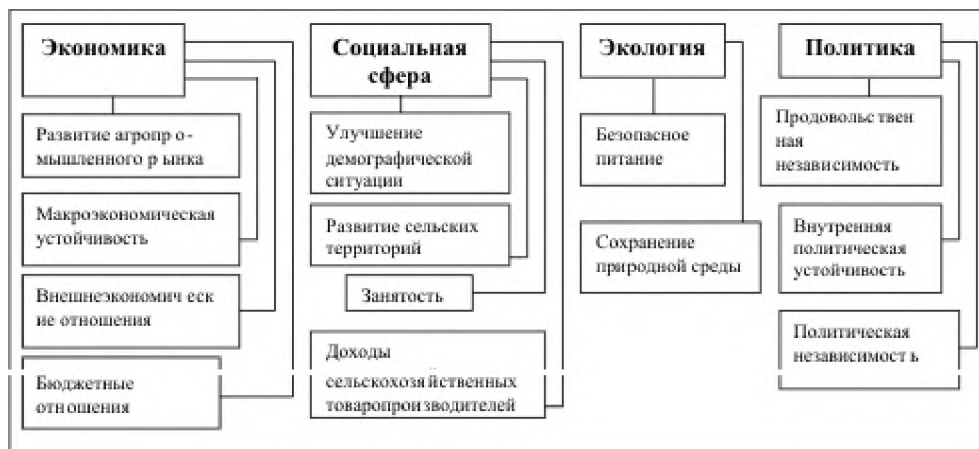 Экономика
Развитие агропр о-
мышленного р ынка
Макроэкономическая
устойчивость
Внешнеэкономич еск
ие отношения
Бюджетные
отношения
Социальная
сфера
Улучшение
демографической
ситуации
Развитие сельских
территорий
Занятость
Доходы
сельскохозяйственных
товаропроизводителей
Экология
Безопасное
питание
Сохранение
природной среды
Политика
Продовольс твен
ная
независимость
Внутренняя
политическая
устойчивость
Политическая
независимост ь